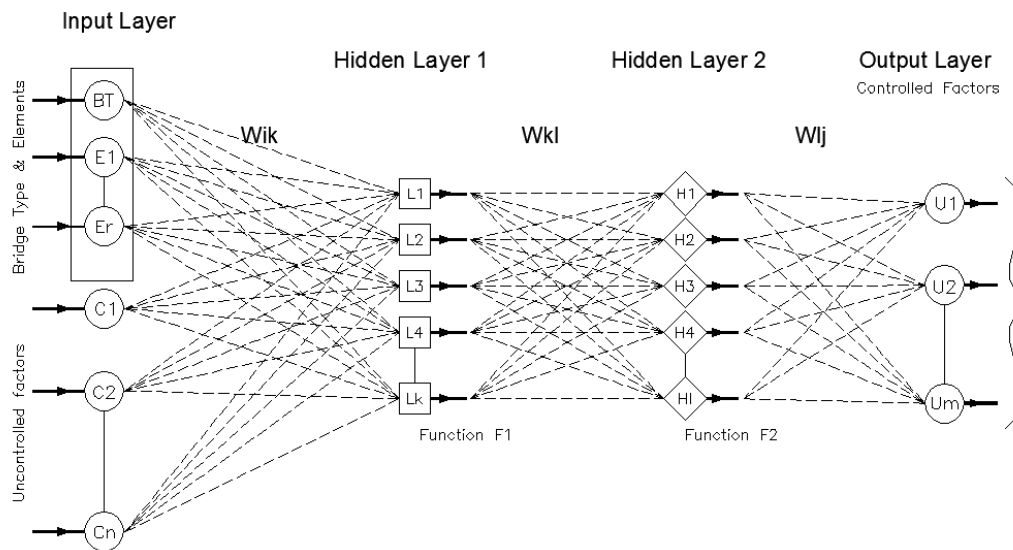 Input Layer
Hidden Layer 1
Hidden Layer 2
Output Layer
Controlled Factors
Bridge Type & Elements
Uncontrolled factors
BT
E1
Er
C1
C2
Cn
Wik
L1
L2
L3
L4
Lk
Function F1
Wkl
H1
H2
H3
H4
Hl
Function F2
Wlj
U1
U2
Um